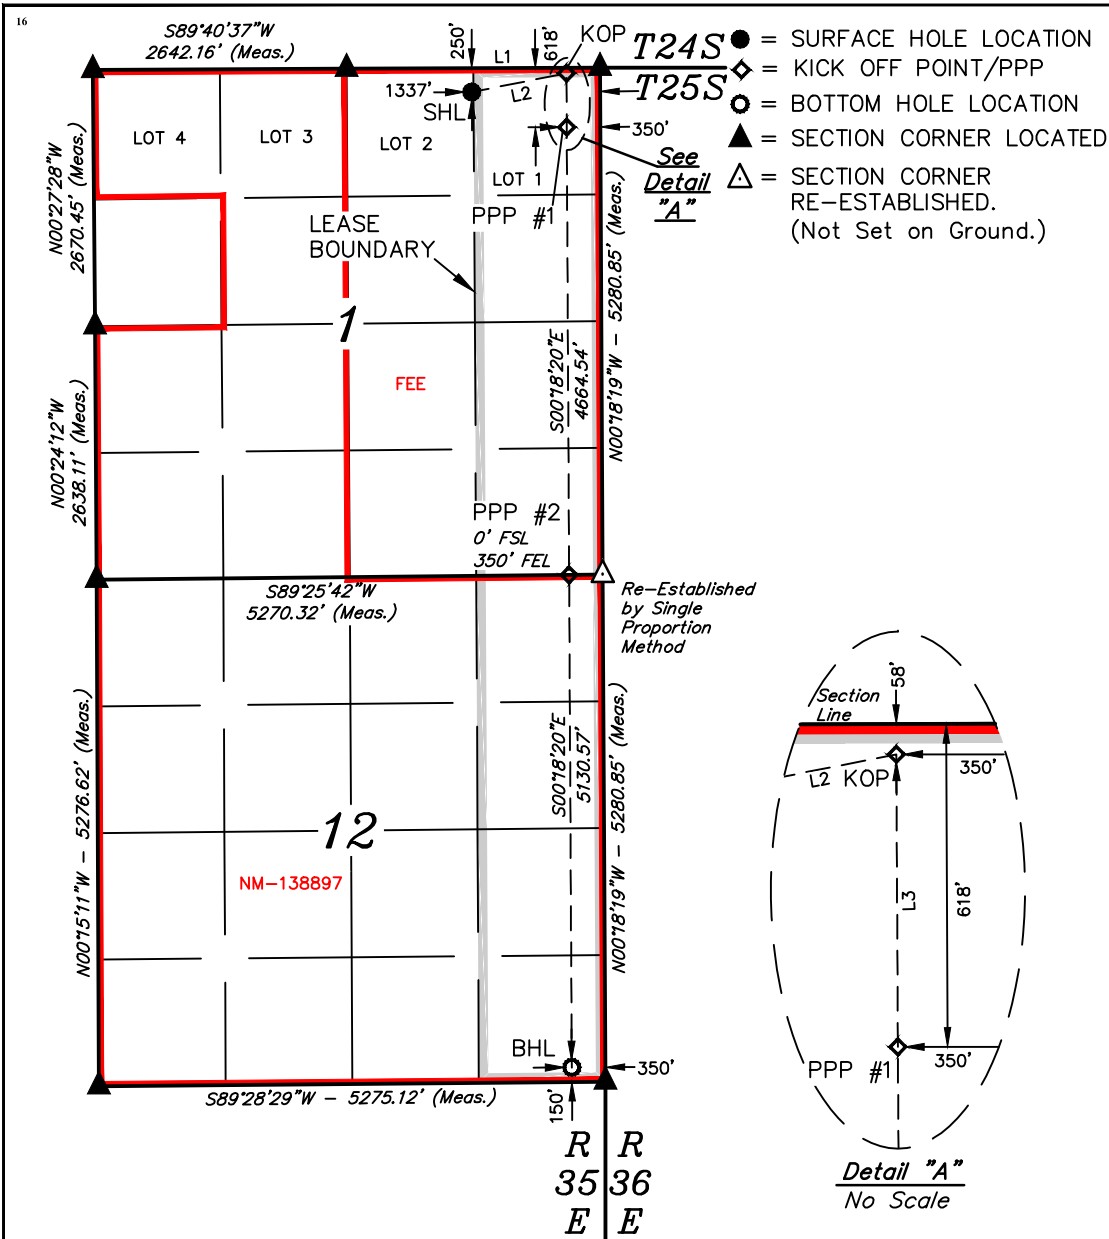 16
S89°40'37"W
2642.16' (Meas.)
250'
L1
618'
KOP
T24S
T25S
= SURFACE HOLE LOCATION
= KICK OFF POINT/PPP
= BOTTOM HOLE LOCATION
= SECTION CORNER LOCATED
= SECTION CORNER
RE-ESTABLISHED.
(Not Set on Ground.)
1337'
SHL
L2
350'
See
Detail
"A"
LOT 4
LOT 3
LOT 2
LOT 1
PPP #1
LEASE
BOUNDARY
N00°27'28"W
2670.45' (Meas.)
1
FEE
S00°18'20"E
4664.54'
N00°18'19"W - 5280.85' (Meas.)
N00°24'12"W
2638.11' (Meas.)
PPP #2
0' FSL
350' FEL
S89°25'42"W
5270.32' (Meas.)
Re-Established
by Single
Proportion
Method
N00°15'11"W - 5276.62' (Meas.)
12
NM-138897
S00°18'20"E
5130.57'
N00°18'19"W - 5280.85' (Meas.)
BHL
350'
S89°28'29"W - 5275.12' (Meas.)
150'
R R
35 36
E E
58'
Section
Line
L2
KOP
350'
L3
618'
PPP #1
350'
Detail "A"
No Scale